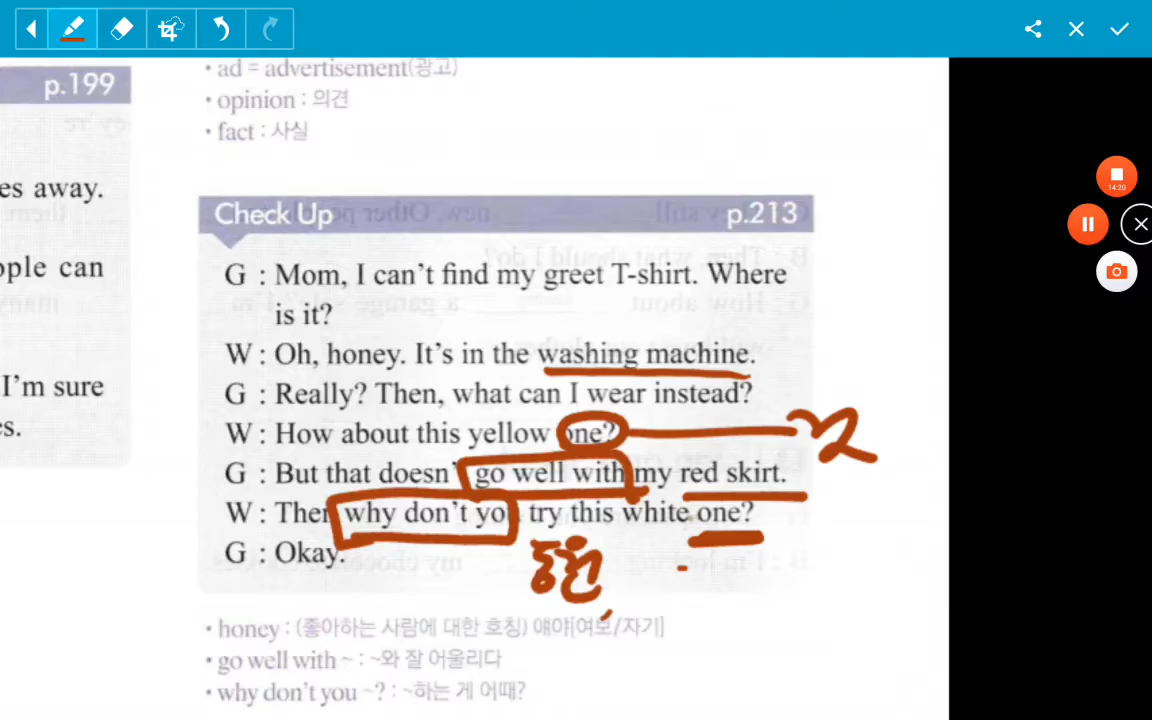 • ad = advertisement(광고)
p.199
• opinion : 의견
• fact : 사실
es away.
Check Up p.213
ople can
G : Mom, I can't find my greet T-shirt. Where
is it?
W : Oh, honey. It's in the washing machine.
I'm sure
G : Really? Then, what can I wear instead?
es.
W : How about this yellow one?
G : But that doesn' go well with my red skirt.
W : Then why don't you try this white one?
G : Okay.
• honey : (좋아하는 사람에 대한 호칭) 얘야[여보/자기]
• go well with ~ : ~와 잘 어울리다
• why don't you ~? : ~하는 게 어때?
14:20